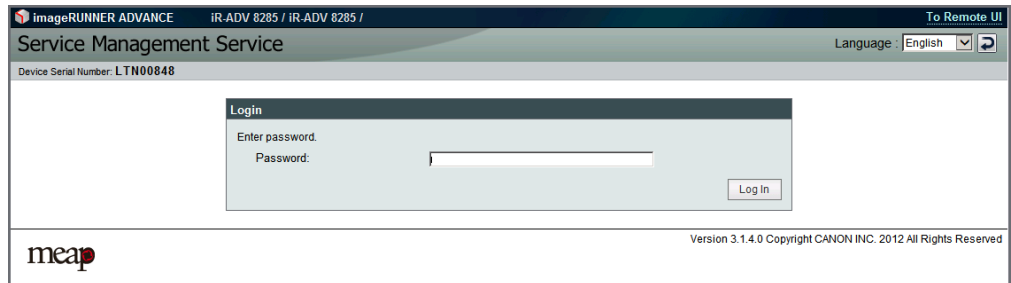 imageRUNNER ADVANCE iR-ADV 8285 / iR-ADV 8285 / To Remote UI
Service Management Service Language : English
Device Serial Number: LTN00848
Login
Enter password.
Password:
Log In
Version 3.1.4.0 Copyright CANON INC. 2012 All Rights Reserved
meap